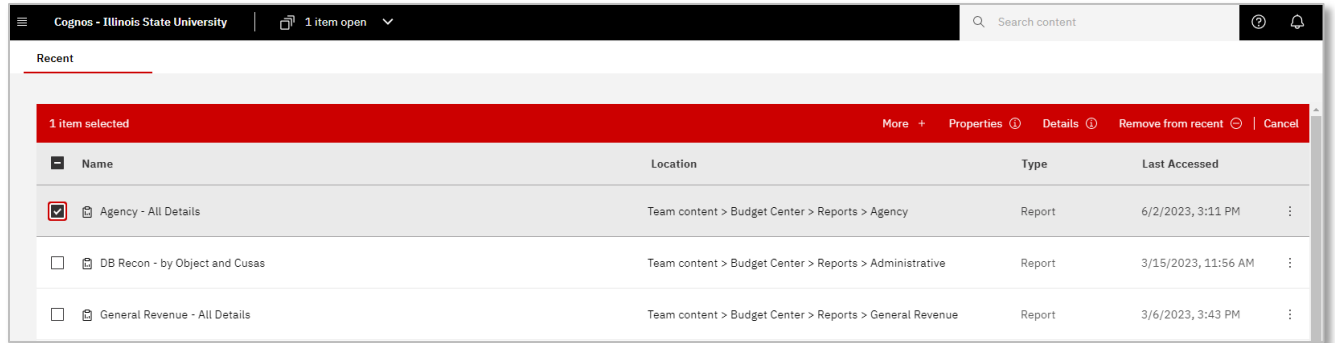 Cognos - Illinois State University 1 item open Search content
Recent
1 item selected More + Properties Details Remove from recent | Cancel
Name Location Type Last Accessed
Agency - All Details Team content > Budget Center > Reports > Agency Report 6/2/2023, 3:11 PM
DB Recon - by Object and Cusas Team content > Budget Center > Reports > Administrative Report 3/15/2023, 11:56 AM
General Revenue - All Details Team content > Budget Center > Reports > General Revenue Report 3/6/2023, 3:43 PM